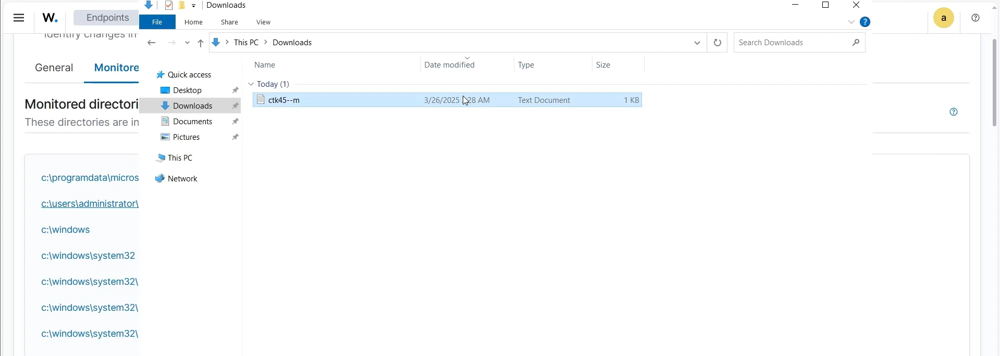 Downloads
W. Endpoints
File Home Share View
a
Identify changes in
This PC Downloads
Search Downloads
General Monitore
Name Date modified Type Size
Quick access
Today (1)
Desktop
ctk45--m 3/26/2025 28 AM Text Document 1 KB
Monitored directori
Downloads
These directories are in
Documents
Pictures
This PC
Network
c:\programdata\micros
c:\users\administrator\
c:\windows
c:\windows\system32
c:\windows\system32\
c:\windows\system32\
c:\windows\system32\